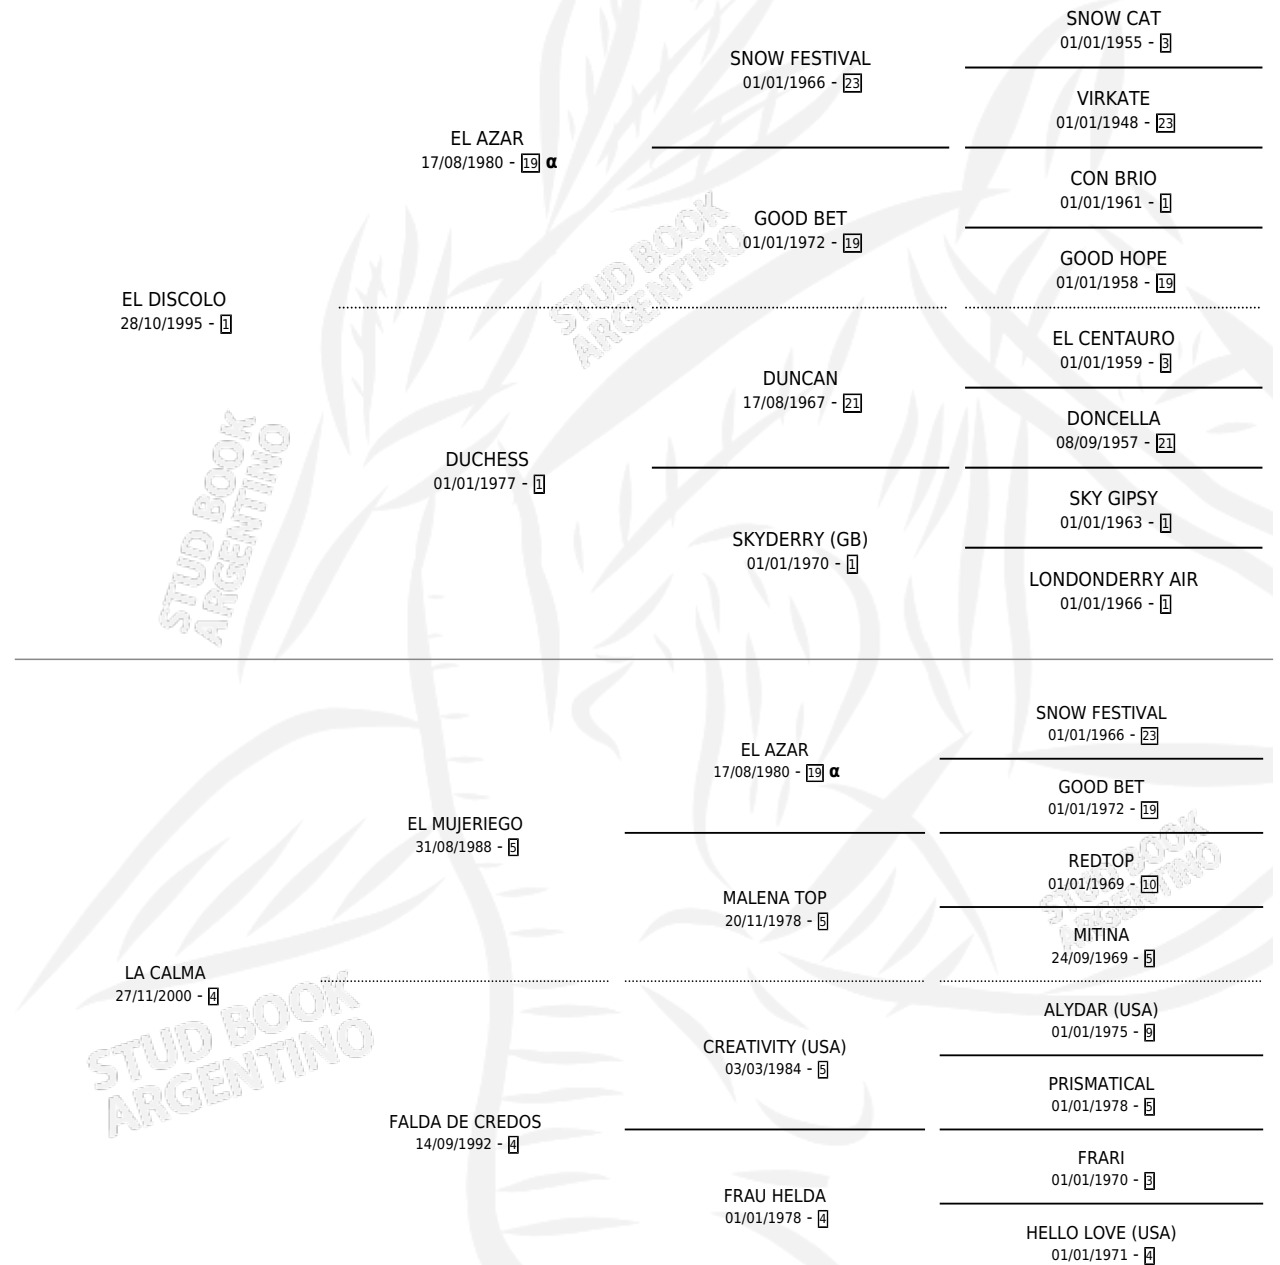 SNOW CAT
01/01/1955 - 3
SNOW FESTIVAL
01/01/1966 - 23
VIRKATE
01/01/1948 - 23
EL AZAR
17/08/1980 - 19 α
CON BRIO
01/01/1961 - 1
GOOD BET
01/01/1972 - 19
GOOD HOPE
01/01/1958 - 19
EL DISCOLO
28/10/1995 - 1
EL CENTAURO
01/01/1959 - 3
DUNCAN
17/08/1967 - 21
DONCELLA
08/09/1957 - 21
DUCHESS
01/01/1977 - 1
SKY GIPSY
01/01/1963 - 1
SKYDERRY (GB)
01/01/1970 - 1
LONDONDERRY AIR
01/01/1966 - 1
STUD BOOK
ARGENTINO
STUD BOOK
ARGENTINO
SNOW FESTIVAL
01/01/1966 - 23
EL AZAR
17/08/1980 - 19 α
GOOD BET
01/01/1972 - 19
EL MUJERIEGO
31/08/1988 - 5
REDTOP
01/01/1969 - 10
MALENA TOP
20/11/1978 - 5
MITINA
24/09/1969 - 5
LA CALMA
27/11/2000 - 4
ALYDAR (USA)
01/01/1975 - 9
CREATIVITY (USA)
03/03/1984 - 5
PRISMATICAL
01/01/1978 - 5
FALDA DE CREDOS
14/09/1992 - 4
FRARI
01/01/1970 - 3
FRAU HELDA
01/01/1978 - 4
HELLO LOVE (USA)
01/01/1971 - 4
STUD BOOK
ARGENTINO
STUD BOOK
ARGENTINO